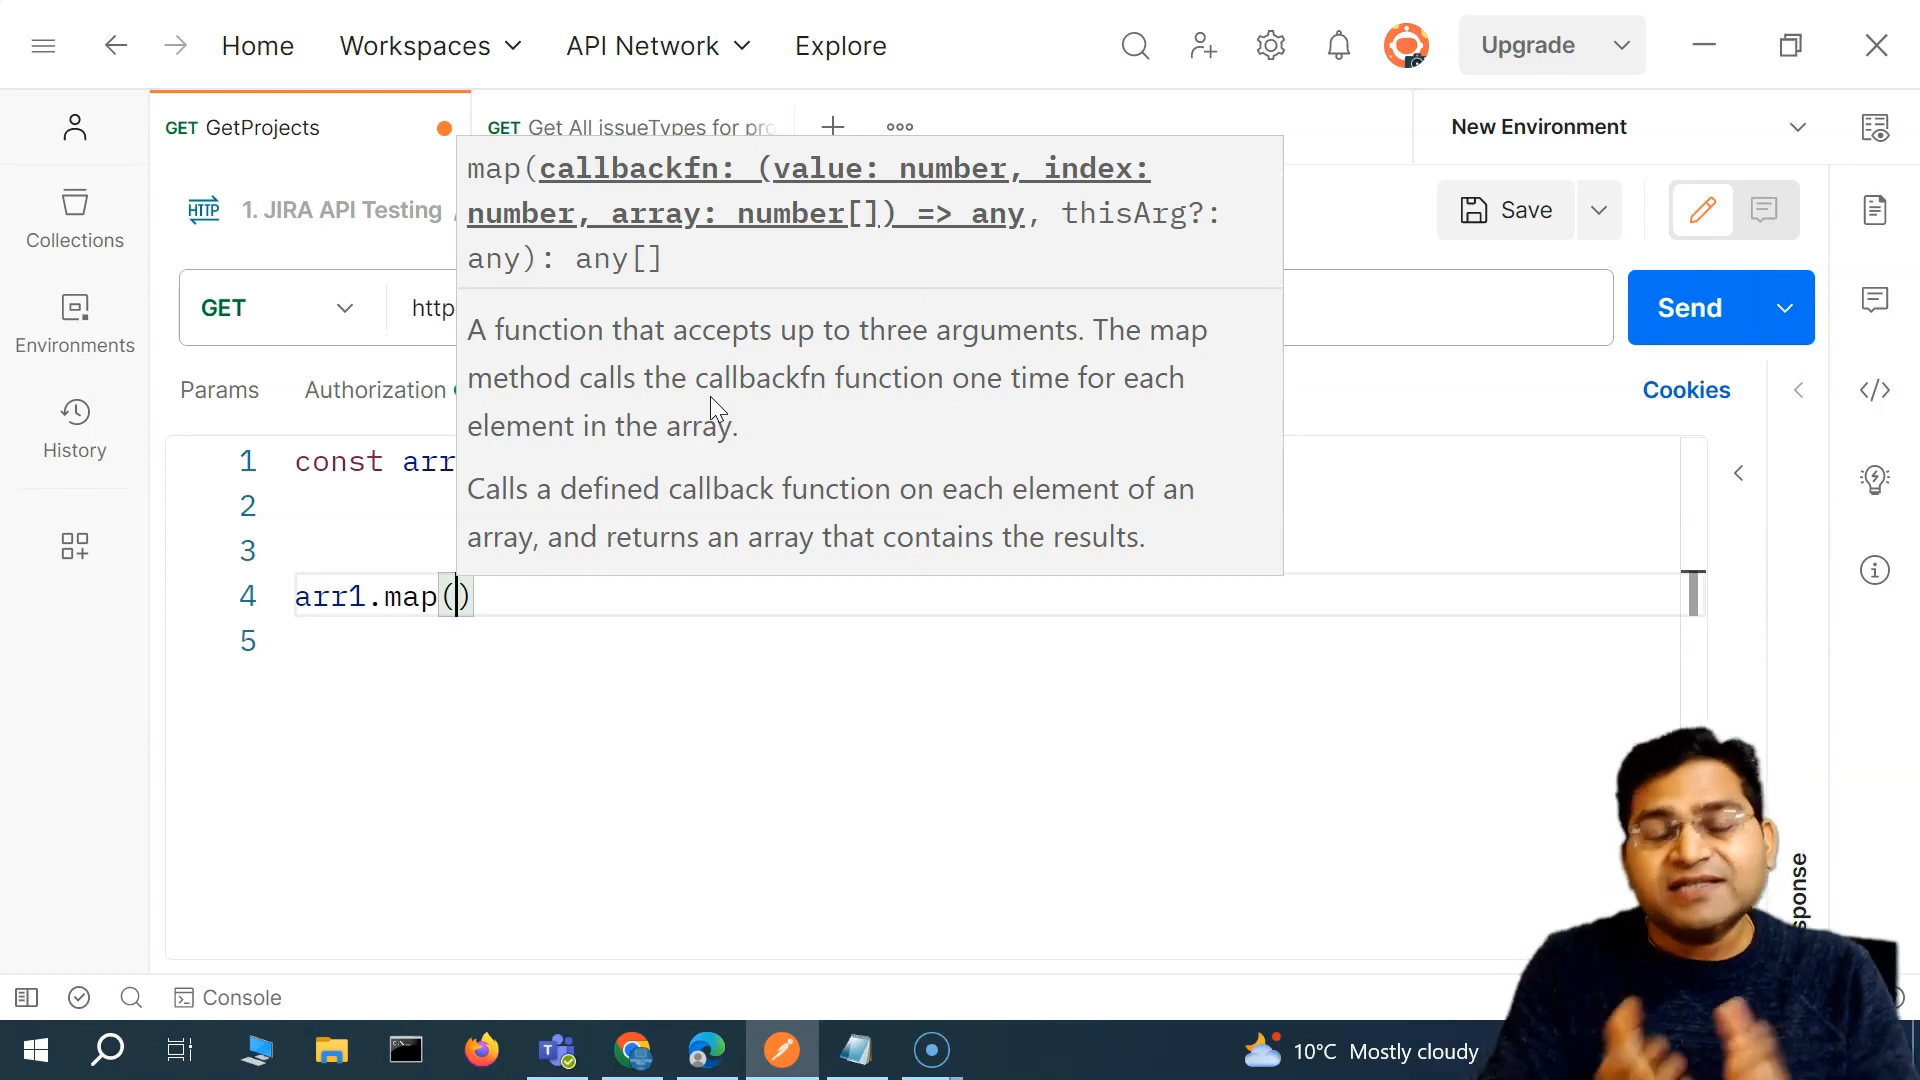 Home Workspaces API Network Explore Upgrade
GET GetProjects GET Get All issueTypes for pro New Environment
HTTP 1. JIRA API Testing / Save
map(callbackfn: (value: number, index:
number, array: number[]) => any, thisArg?:
any): any[]
A function that accepts up to three arguments. The map
method calls the callbackfn function one time for each
element in the array.
Calls a defined callback function on each element of an
array, and returns an array that contains the results.
GET http Send
Params Authorization Cookies
Collections
Environments
History
1 const arr
2
3
4 arr1.map()
5
sponse
Console
10°C Mostly cloudy